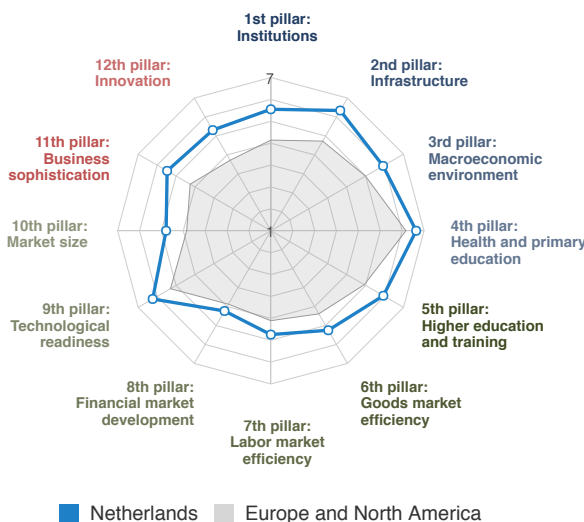 1st pillar:
Institutions
2nd pillar:
Infrastructure
3rd pillar:
Macroeconomic
environment
4th pillar:
Health and primary
education
5th pillar:
Higher education
and training
6th pillar:
Goods market
efficiency
7th pillar:
Labor market
efficiency
8th pillar:
Financial market
development
9th pillar:
Technological
readiness
10th pillar:
Market size
11th pillar:
Business
sophistication
12th pillar:
Innovation
7
1
Netherlands Europe and North America